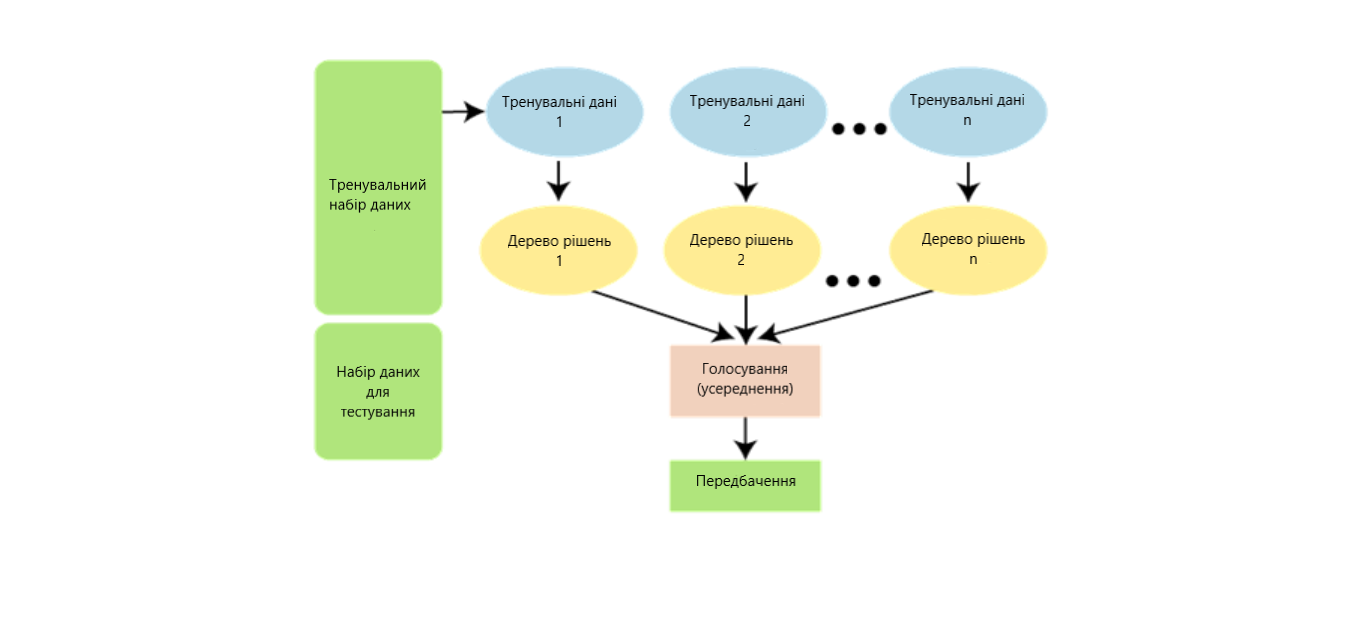 Тренувальний
набір даних
Набір даних
для
тестування
Тренувальні дані
1
Тренувальні дані
2
Тренувальні дані
n
Дерево рішень
1
Дерево рішень
2
Дерево рішень
n
Голосування
(усереднення)
Передбачення